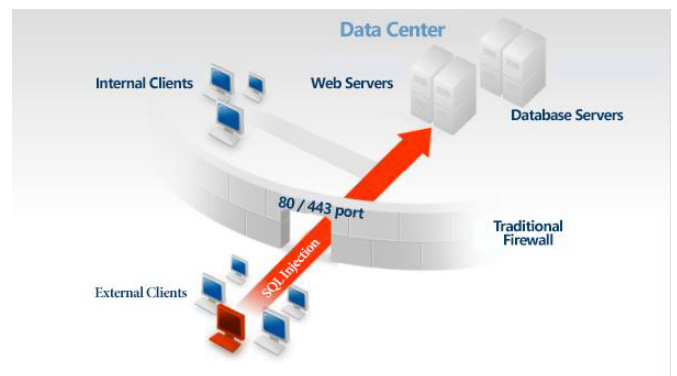 Data Center
Internal Clients
Web Servers
Database Servers
80 / 443 port
Traditional
Firewall
SQL Injection
External Clients